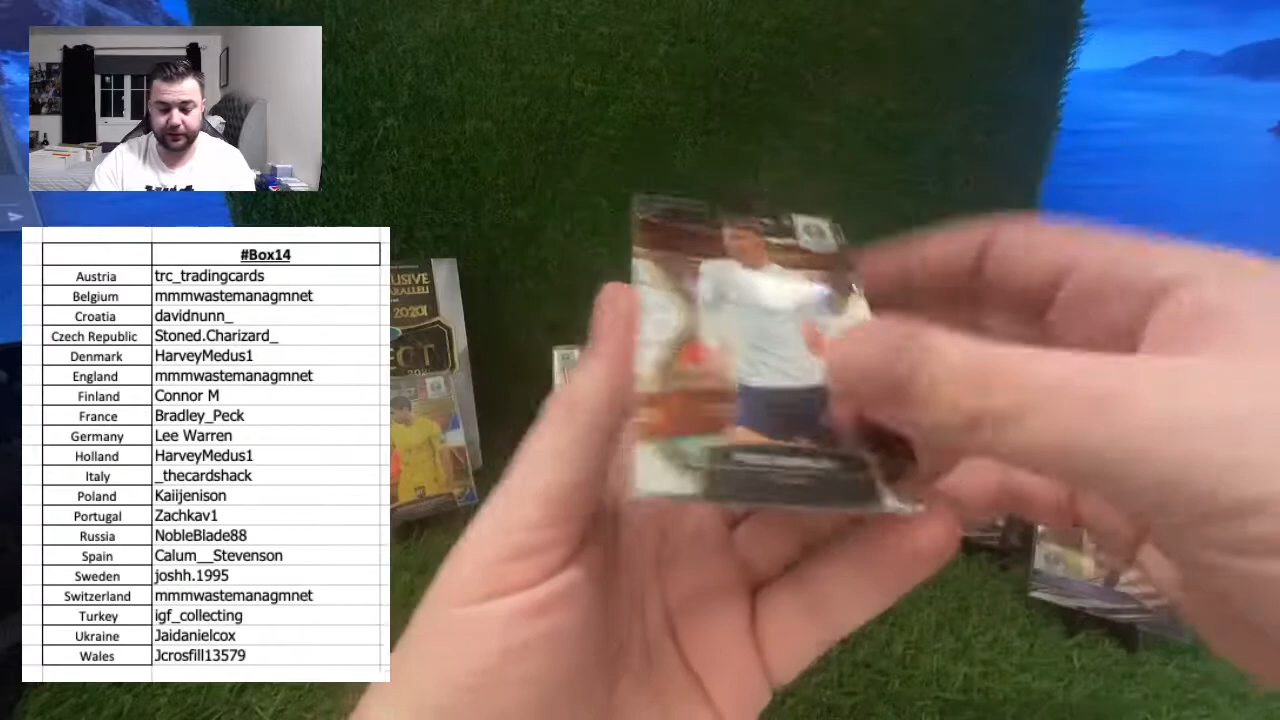 #Box14
Austria trc_tradingcards
Belgium mmmwastemanagmnet
Croatia davidnunn_
Czech Republic Stoned.Charizard_
Denmark HarveyMedus1
England mmmwastemanagmnet
Finland Connor M
France Bradley_Peck
Germany Lee Warren
Holland HarveyMedus1
Italy _thecardshack
Poland Kaiijenison
Portugal Zachkav1
Russia NobleBlade88
Spain Calum__Stevenson
Sweden joshh.1995
Switzerland mmmwastemanagmnet
Turkey igf_collecting
Ukraine Jaidanielcox
Wales Jcrosfill13579